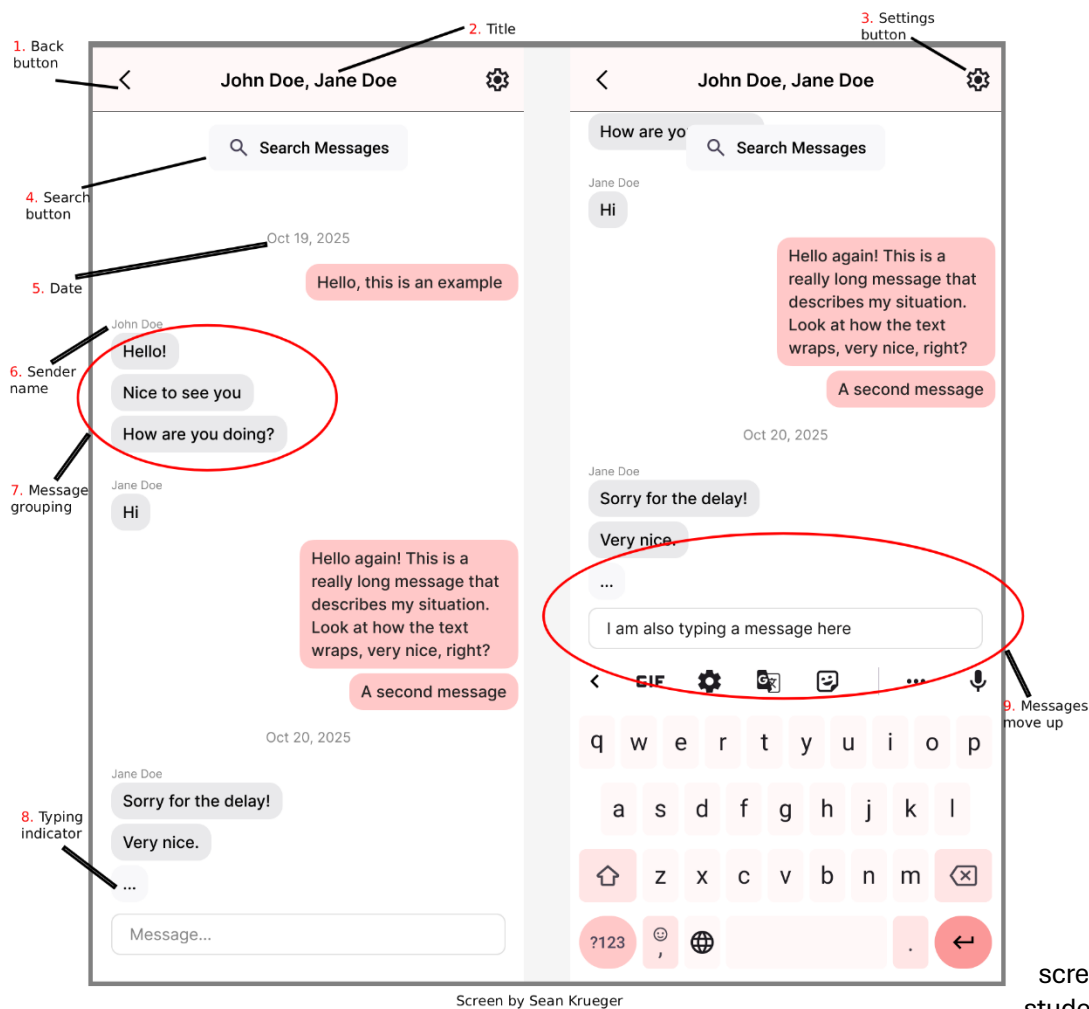 1. Back
button
2. Title
3. Settings
button
John Doe, Jane Doe
Search Messages
4. Search
button
Oct 19, 2025
5. Date
Hello, this is an example
John Doe
6. Sender
name
Hello!
Nice to see you
How are you doing?
7. Message
grouping
Jane Doe
Hi
Hello again! This is a
really long message that
describes my situation.
Look at how the text
wraps, very nice, right?
A second message
Oct 20, 2025
Jane Doe
Sorry for the delay!
Very nice.
8. Typing
indicator
...
Message...
John Doe, Jane Doe
How are yo
Search Messages
Jane Doe
Hi
Hello again! This is a
really long message that
describes my situation.
Look at how the text
wraps, very nice, right?
A second message
Oct 20, 2025
Jane Doe
Sorry for the delay!
Very nice.
...
I am also typing a message here
GIF
9. Messages
move up
q w e r t y u i o p
a s d f g h j k l
z x c v b n m
?123 , .
Screen by Sean Krueger